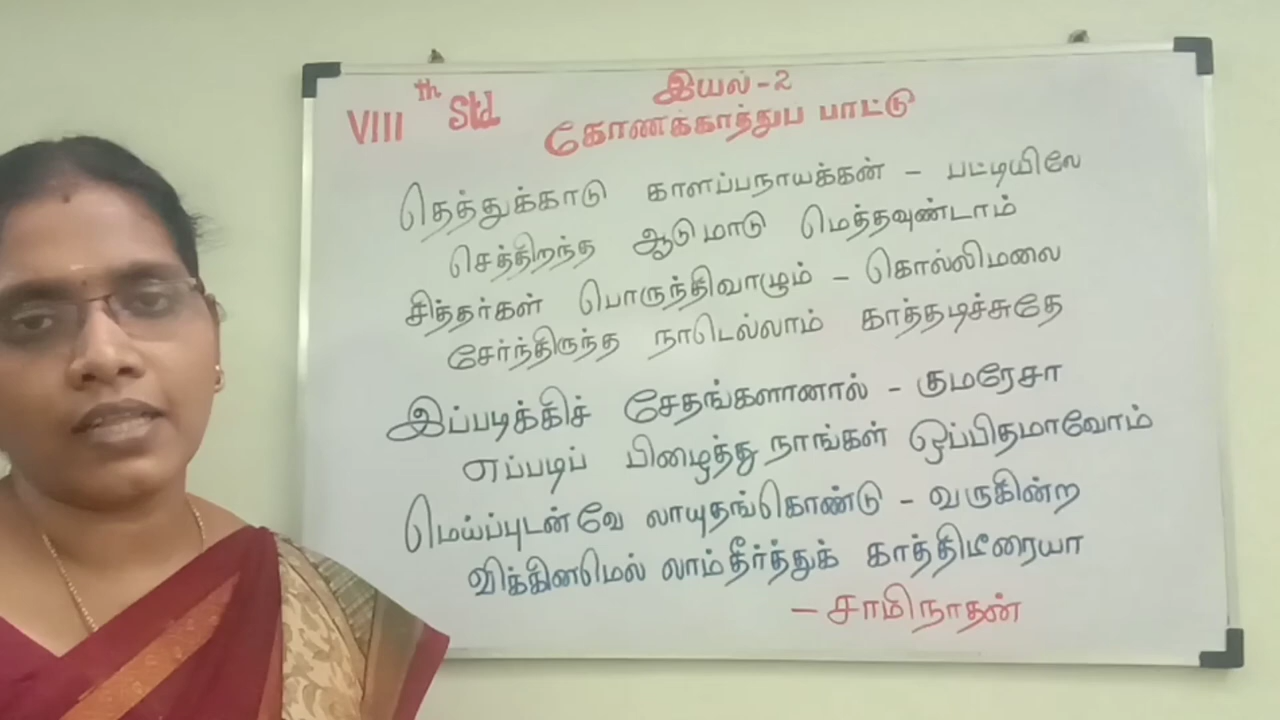 VIII th Std
இயல் - 2
கோணக்காத்துப பாட்டு
தெத்துக்காடு காளப்பநாயக்கன் - பட்டியிலே
செத்திறந்த ஆடுமாடு மெத்தவுண்டாம்
சித்தர்கள் பொருந்திவாழும் - கொல்லிமலை
சேர்ந்திருந்த நாடெல்லாம் காத்தடிச்சுதே
இப்படிக்கிச் சேதங்களானால் - குமரேசா
எப்படிப் பிழைத்து நாங்கள் ஒப்பிதமாவோம்
மெய்ப்புடன் வே லாயுதங்கொண்டு - வருகின்ற
விக்கினமெல் லாம்தீர்த்துக் காத்திமீரையா
- சாமிநாதன்